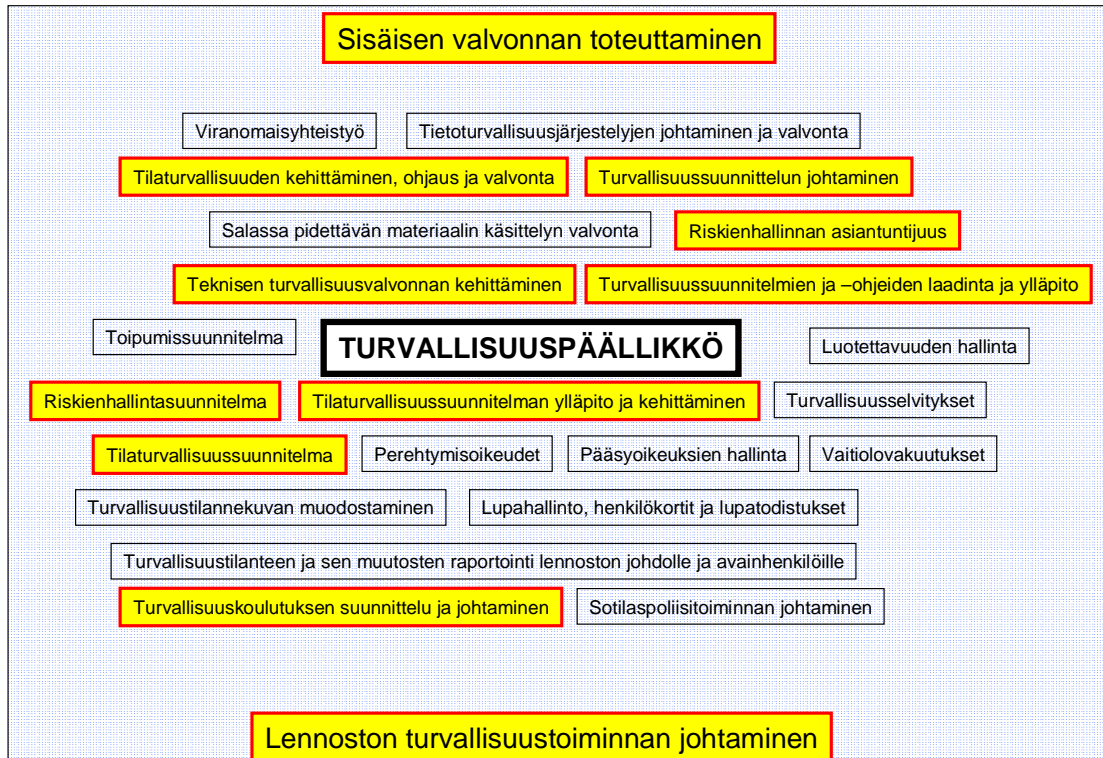 Sisäisen valvonnan toteuttaminen
Viranomaisyhteistyö
Tietoturvallisuusjärjestelyjen johtaminen ja valvonta
Tilaturvallisuuden kehittäminen, ohjaus ja valvonta
Turvallisuussuunnittelun johtaminen
Salassa pidettävän materiaalin käsittelyn valvonta
Riskienhallinnan asiantuntijuus
Teknisen turvallisuusvalvonnan kehittäminen
Turvallisuussuunnitelmien ja –ohjeiden laadinta ja ylläpito
Toipumissuunnitelma
TURVALLISUUSPÄÄLLIKKÖ
Luotettavuuden hallinta
Riskienhallintasuunnitelma
Tilaturvallisuussuunnitelman ylläpito ja kehittäminen
Turvallisuusselvitykset
Tilaturvallisuussuunnitelma
Perehtymisoikeudet
Pääsyoikeuksien hallinta
Vaitiolovakuutukset
Turvallisuustilannekuvan muodostaminen
Lupahallinto, henkilökortit ja lupatodistukset
Turvallisuustilanteen ja sen muutosten raportointi lennoston johdolle ja avainhenkilöille
Turvallisuuskoulutuksen suunnittelu ja johtaminen
Sotilaspoliisitoiminnan johtaminen
Lennoston turvallisuustoiminnan johtaminen